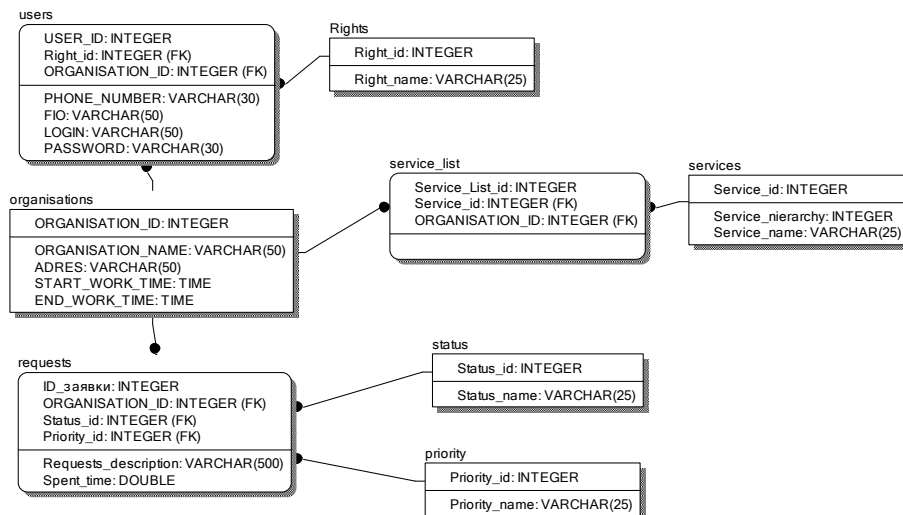 users
USER_ID: INTEGER
Right_id: INTEGER (FK)
ORGANISATION_ID: INTEGER (FK)
PHONE_NUMBER: VARCHAR(30)
FIO: VARCHAR(50)
LOGIN: VARCHAR(50)
PASSWORD: VARCHAR(30)
Rights
Right_id: INTEGER
Right_name: VARCHAR(25)
organisations
ORGANISATION_ID: INTEGER
ORGANISATION_NAME: VARCHAR(50)
ADRES: VARCHAR(50)
START_WORK_TIME: TIME
END_WORK_TIME: TIME
service_list
Service_List_id: INTEGER
Service_id: INTEGER (FK)
ORGANISATION_ID: INTEGER (FK)
services
Service_id: INTEGER
Service_nierarchy: INTEGER
Service_name: VARCHAR(25)
requests
ID_заявки: INTEGER
ORGANISATION_ID: INTEGER (FK)
Status_id: INTEGER (FK)
Priority_id: INTEGER (FK)
Requests_description: VARCHAR(500)
Spent_time: DOUBLE
status
Status_id: INTEGER
Status_name: VARCHAR(25)
priority
Priority_id: INTEGER
Priority_name: VARCHAR(25)